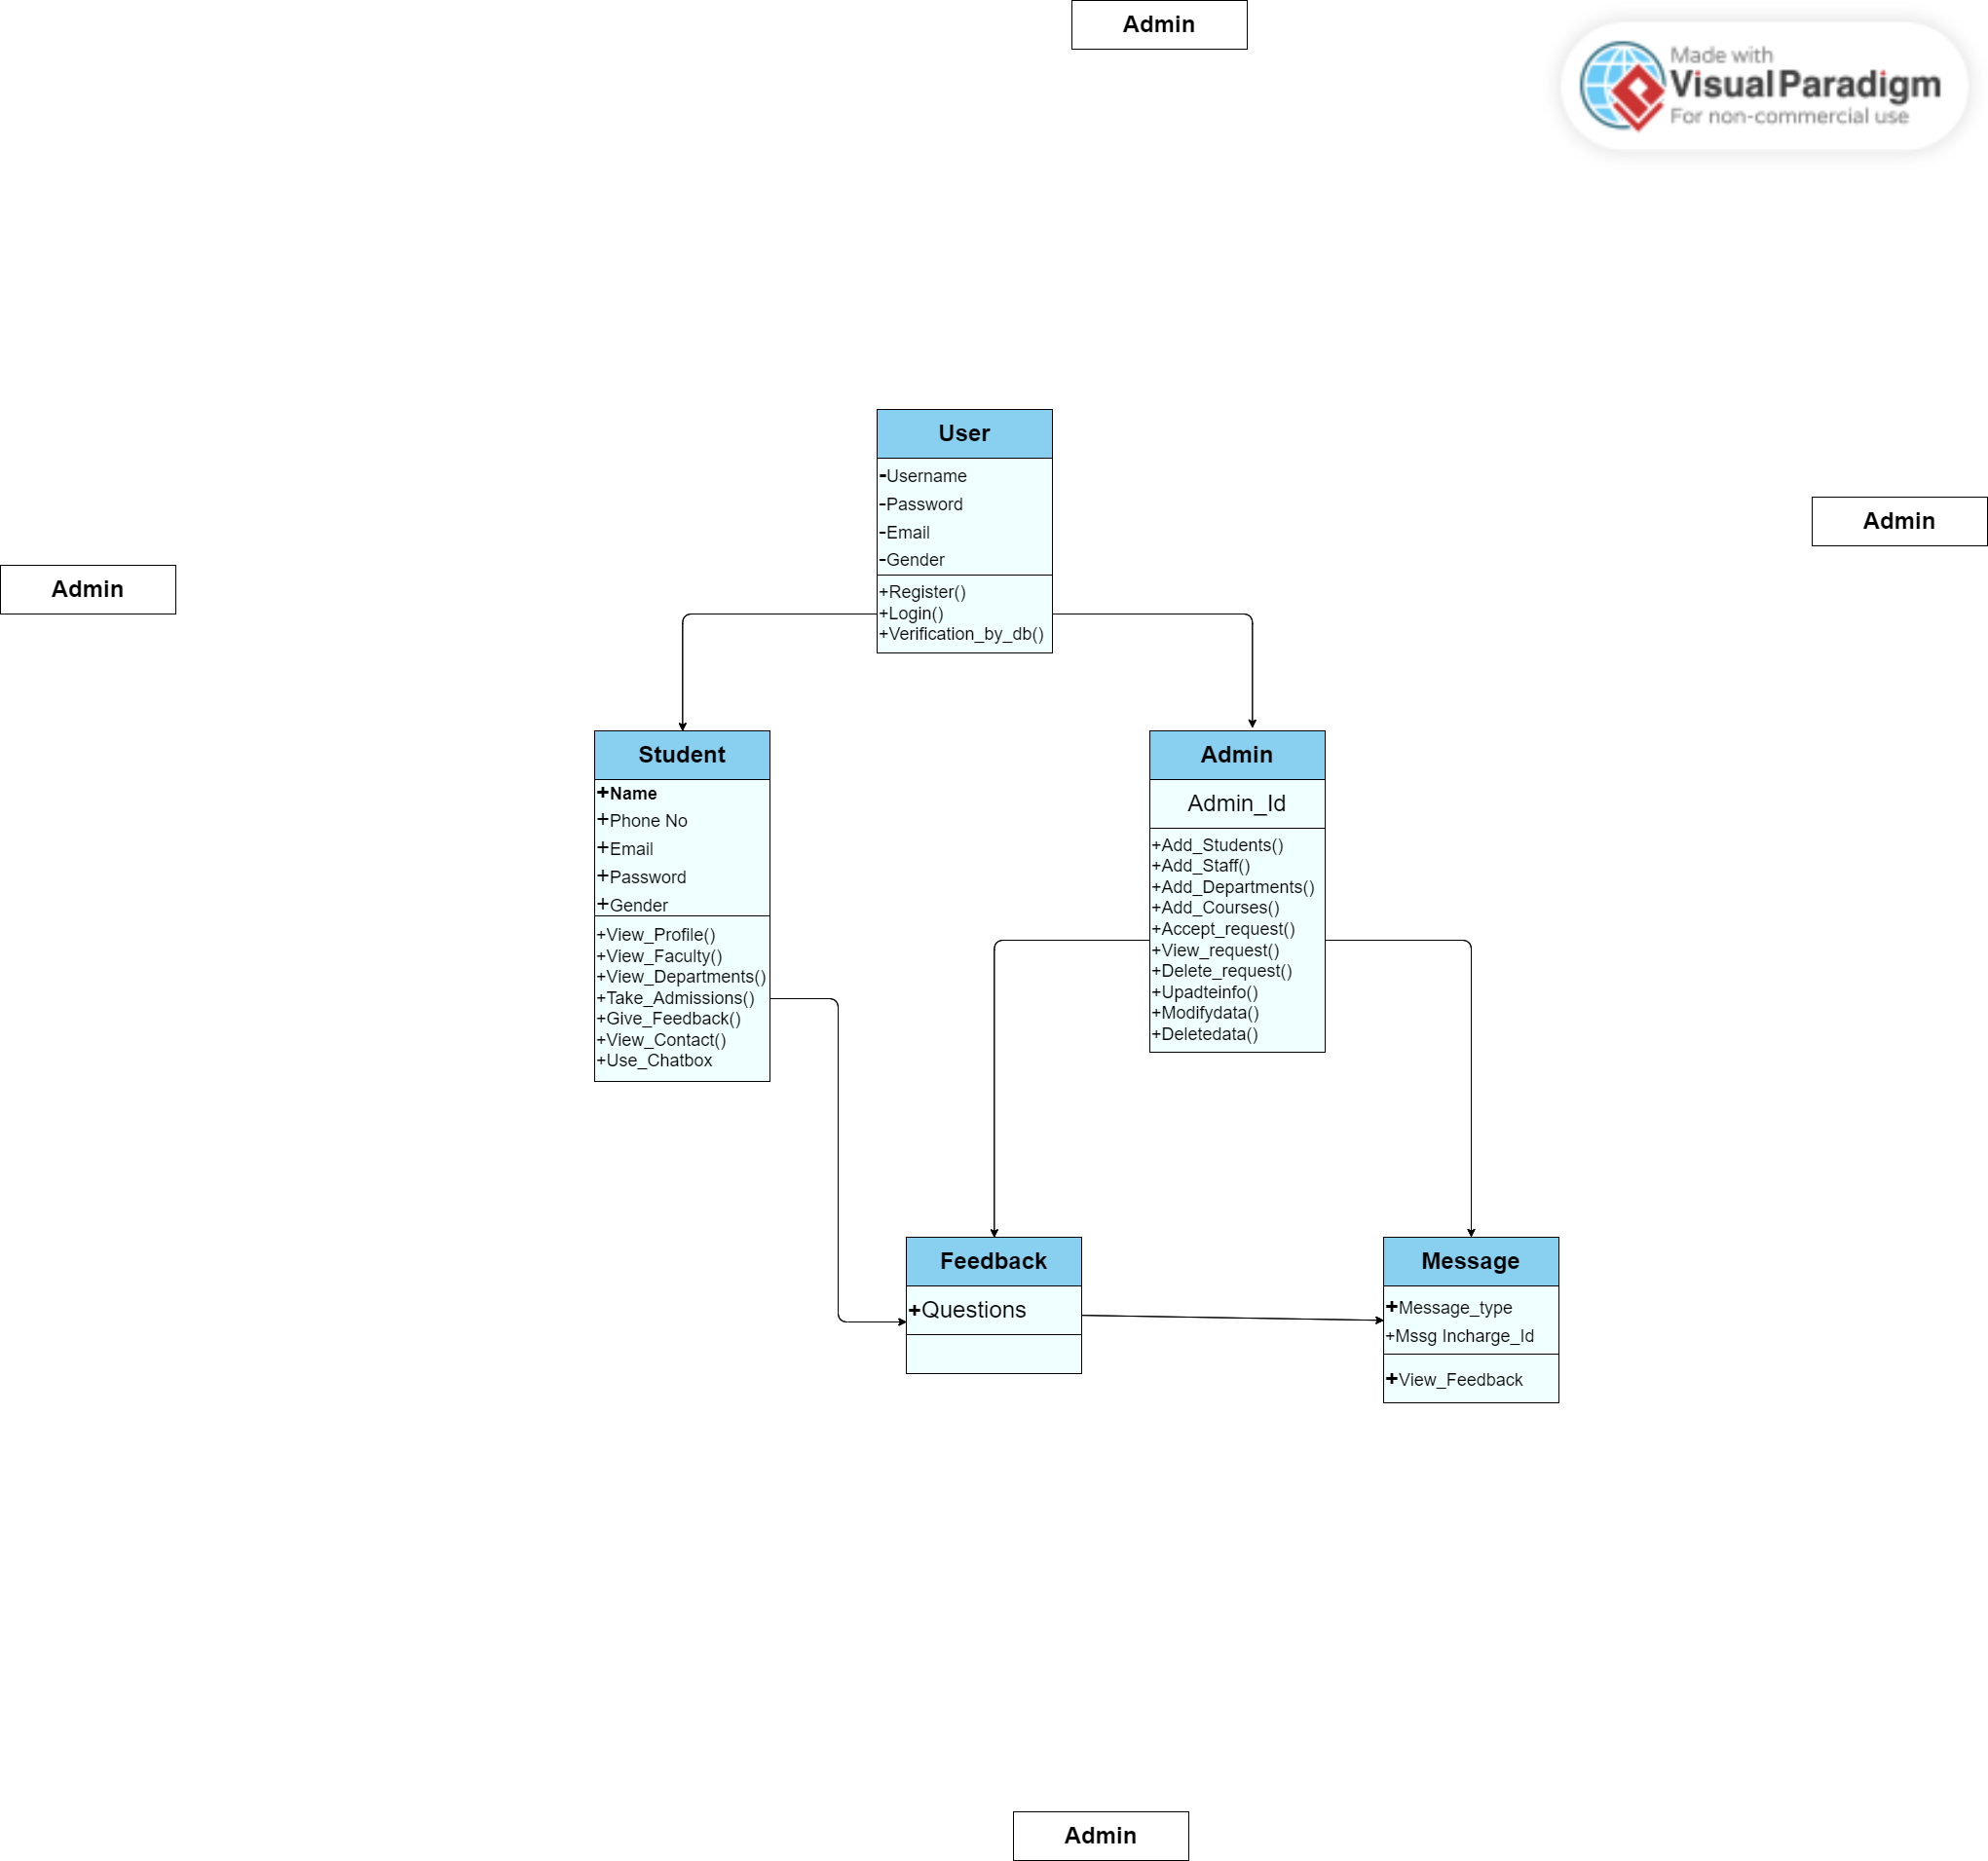 Admin
Made with
Visual Paradigm
For non-commercial use
User
-Username
-Password
-Email
-Gender
+Register()
+Login()
+Verification_by_db()
Admin
Admin
Student
+Name
+Phone No
+Email
+Password
+Gender
+View_Profile()
+View_Faculty()
+View_Departments()
+Take_Admissions()
+Give_Feedback()
+View_Contact()
+Use_Chatbox
Admin
Admin_Id
+Add_Students()
+Add_Staff()
+Add_Departments()
+Add_Courses()
+Accept_request()
+View_request()
+Delete_request()
+Upadteinfo()
+Modifydata()
+Deletedata()
Feedback
+Questions
Message
+Message_type
+Mssg Incharge_Id
+View_Feedback
Admin